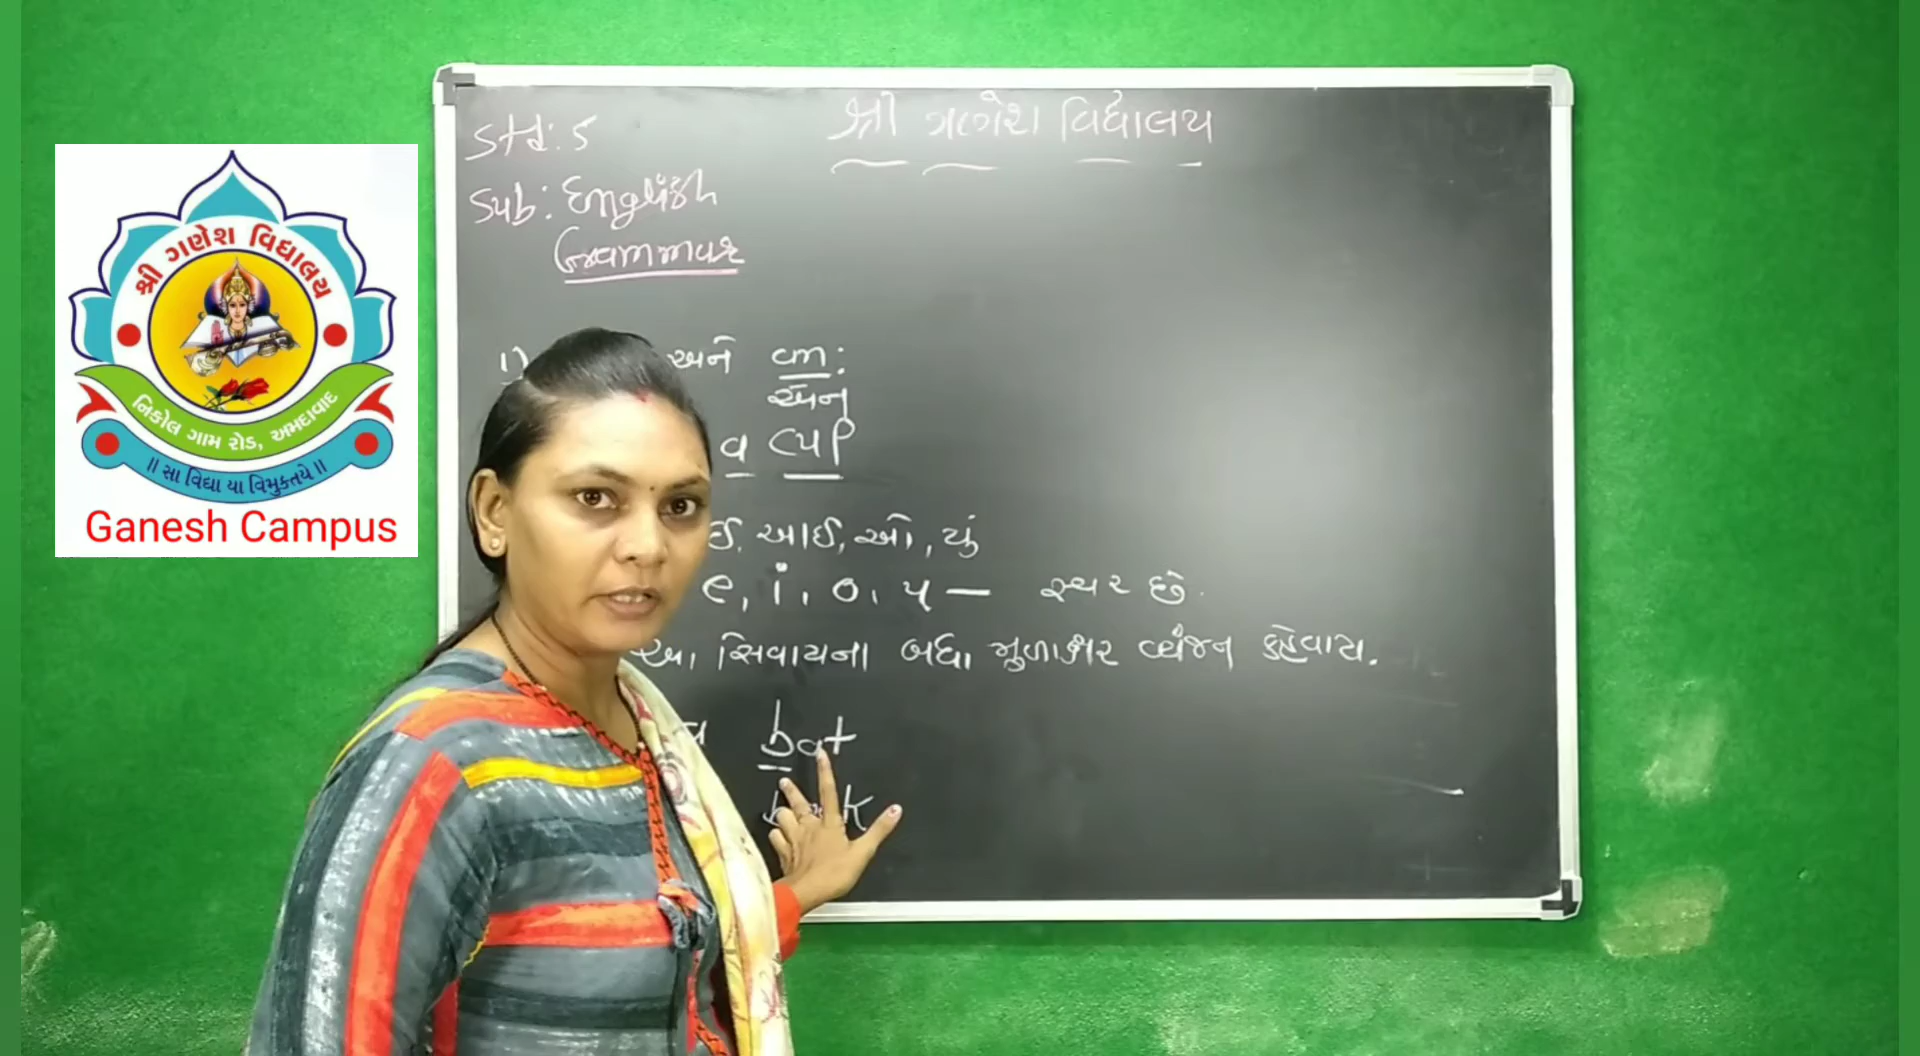 શ્રી ગણેશ વિદ્યાલય
નિકોલ ગામ રોડ, અમદાવાદ
॥ સા વિદ્યા યા વિમુક્તયે ॥
Ganesh Campus
શ્રી ગણેશ વિદ્યાલય
Std: 5
Sub: English
Grammar
1) અને an:
અૅન
a cup
ઈ, આઈ, ઓ, યું
e, i, o, u — સ્વર છે.
આ સિવાયના બધા મુળાક્ષર વ્યંજન કહેવાય.
bat